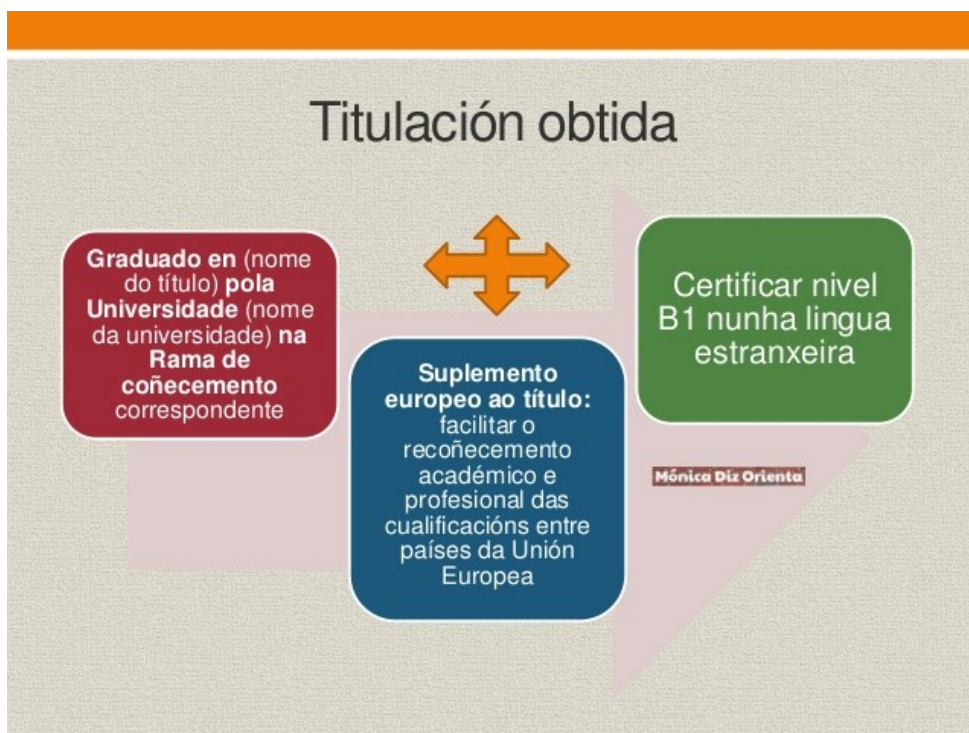 Titulación obtida
Graduado en (nome
do título) pola
Universidade (nome
da universidade) na
Rama de
coñecemento
correspondente
Suplemento
europeo ao título:
facilitar o
recoñecemento
académico e
profesional das
cualificacións entre
países da Unión
Europea
Certificar nivel
B1 nunha lingua
estranxeira
Mónica Diz Orienta